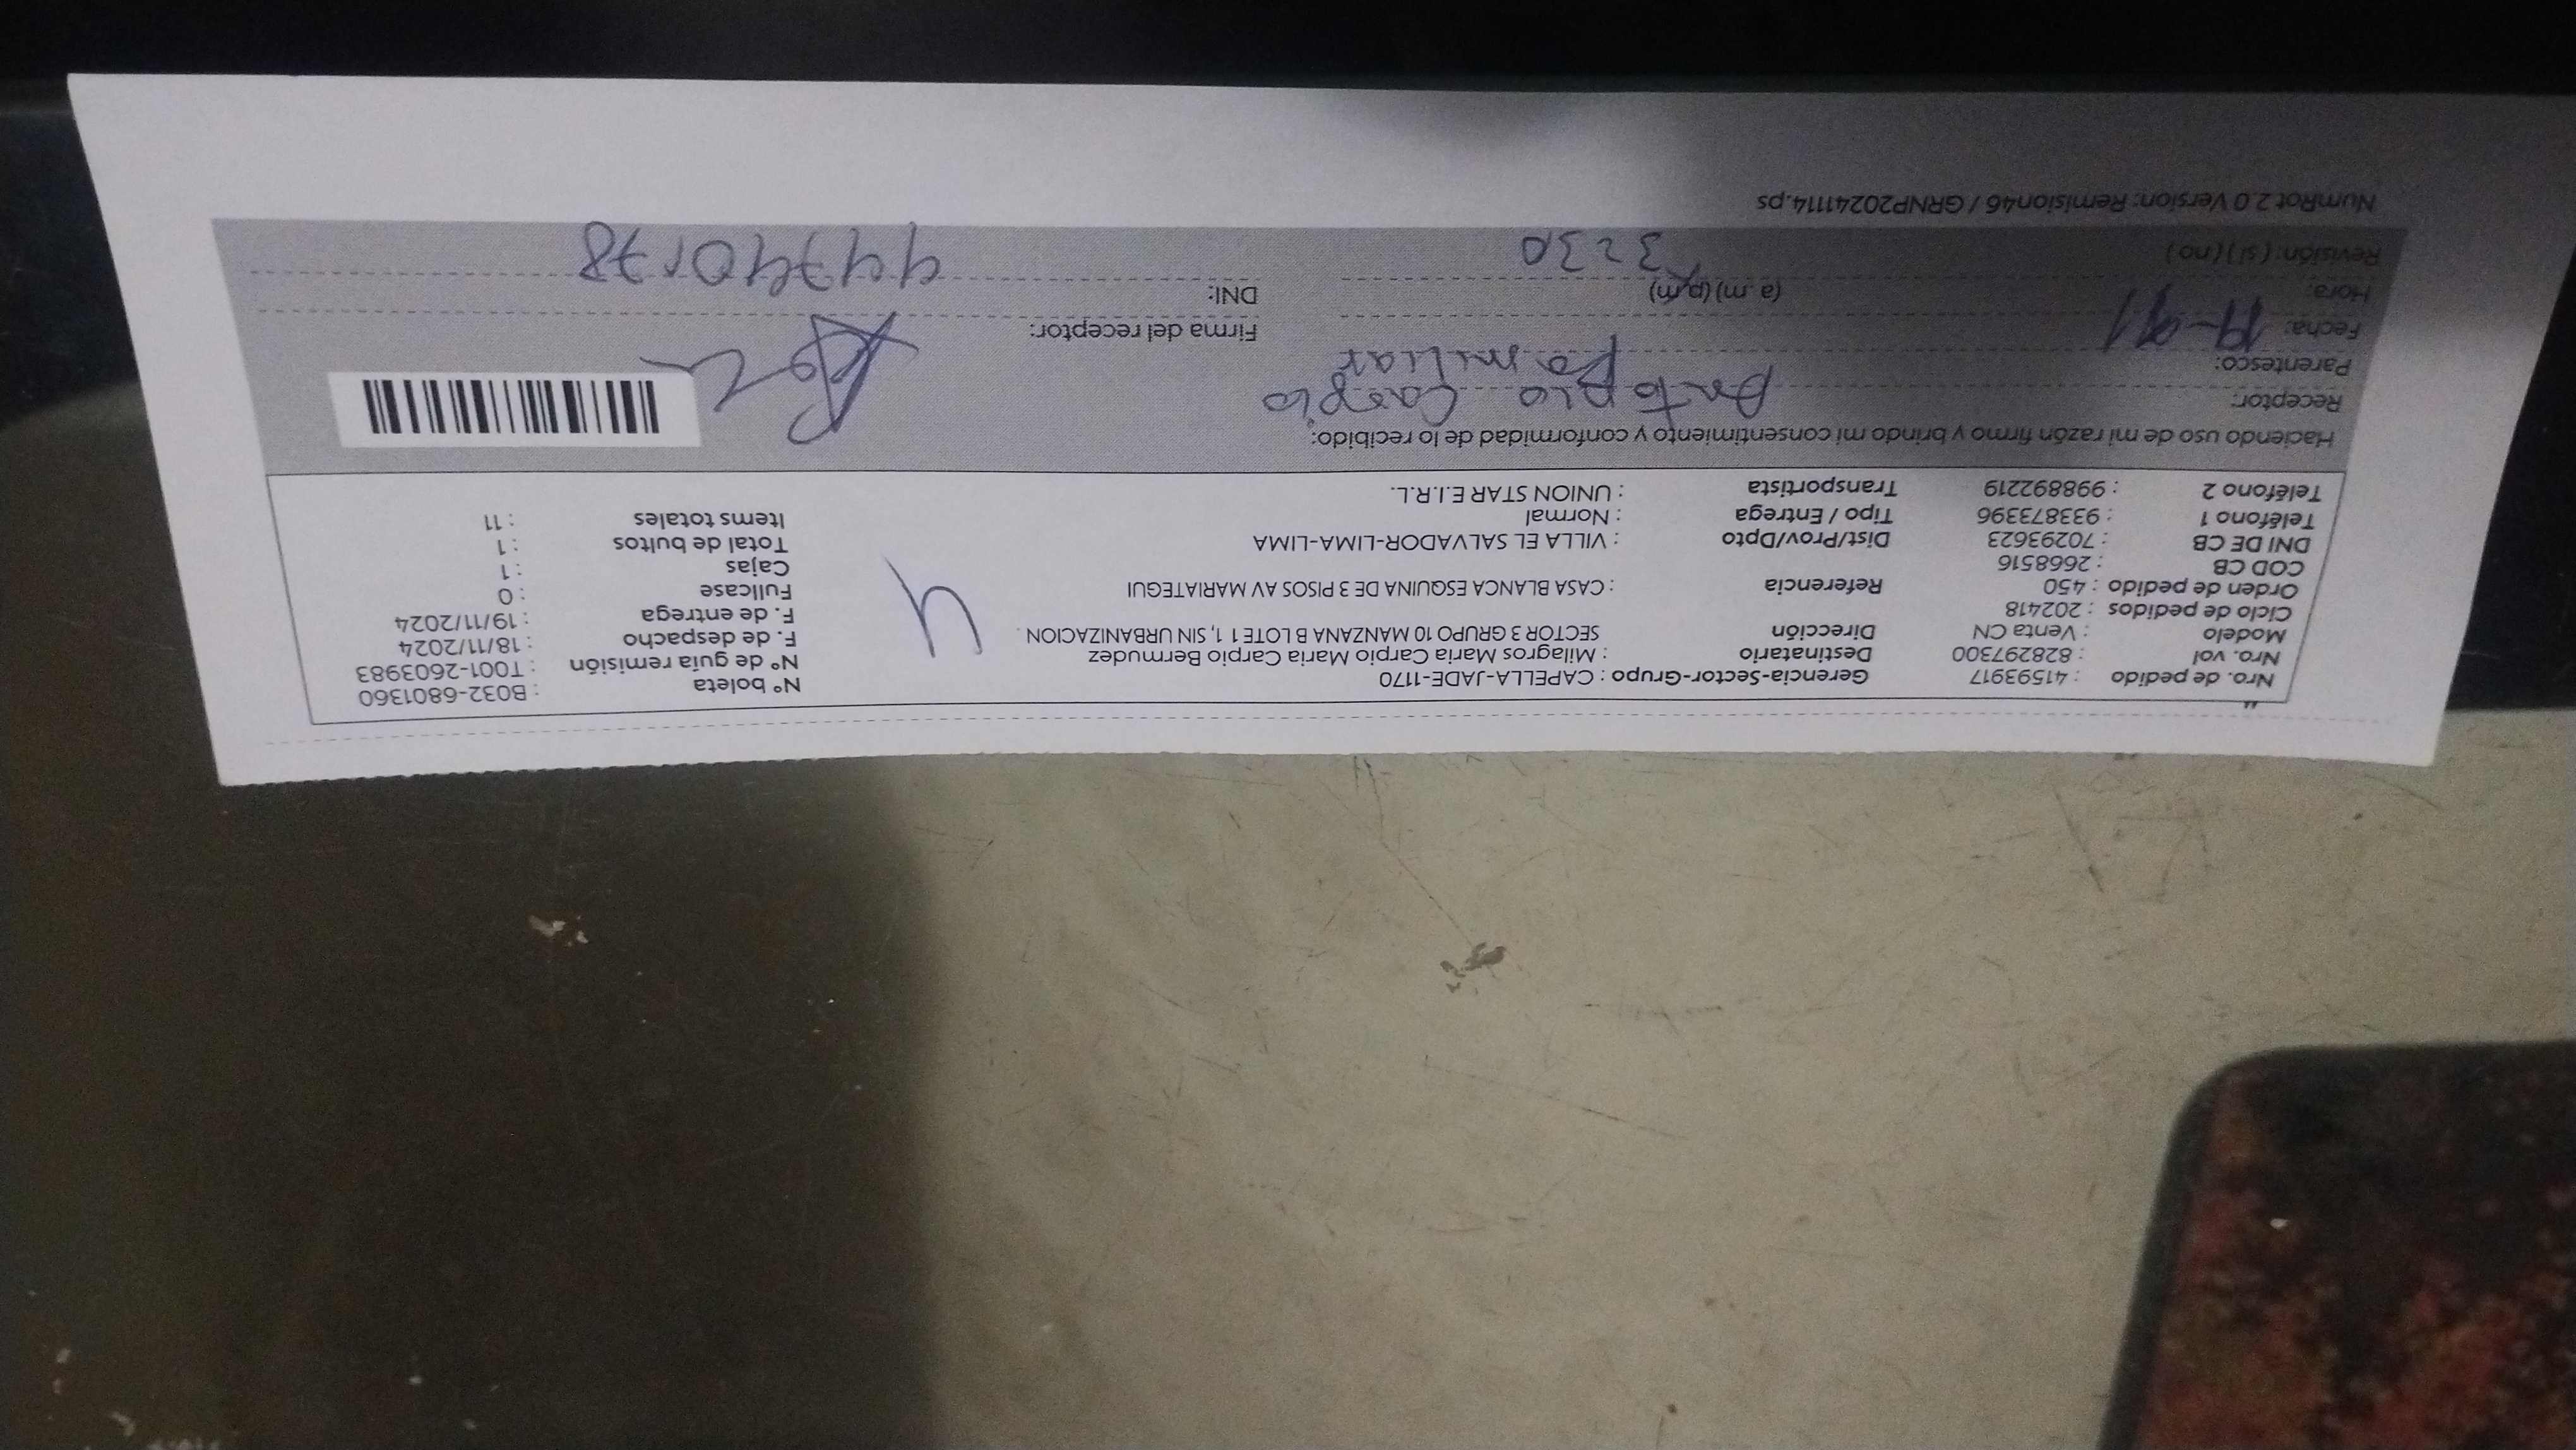 Nro. de pedido : 41593917 Gerencia-Sector-Grupo : CAPELLA-JADE-1170 N° boleta : B032-6801360
Nro. vol : 828297300 Destinatario : Milagros Maria Carpio Maria Carpio Bermudez N° de guía remisión : T001-2603983
Modelo : Venta CN Dirección SECTOR 3 GRUPO 10 MANZANA B LOTE 1 1, SIN URBANIZACION F. de despacho : 18/11/2024
Ciclo de pedidos : 202418 F. de entrega : 19/11/2024
Orden de pedido : 450 Referencia : CASA BLANCA ESQUINA DE 3 PISOS AV MARIATEGUI Fullcase : 0
COD CB : 2668516 Cajas : 1
DNI DE CB : 70293623 Dist/Prov/Dpto : VILLA EL SALVADOR-LIMA-LIMA Total de bultos : 1
Teléfono 1 : 933873396 Tipo / Entrega : Normal Items totales : 11
Teléfono 2 : 998892219 Transportista : UNION STAR E.I.R.L.
Haciendo uso de mi razón firmo y brindo mi consentimiento y conformidad de lo recibido:
Receptor: Carpio
Parentesco: Familiar
Fecha: Firma del receptor:
Hora: (a .m) (p.m) DNI:
Revisión: ( sí ) ( no ) 3230
NumRot 2.0 Version: Remision46 / GRNP20241114.ps